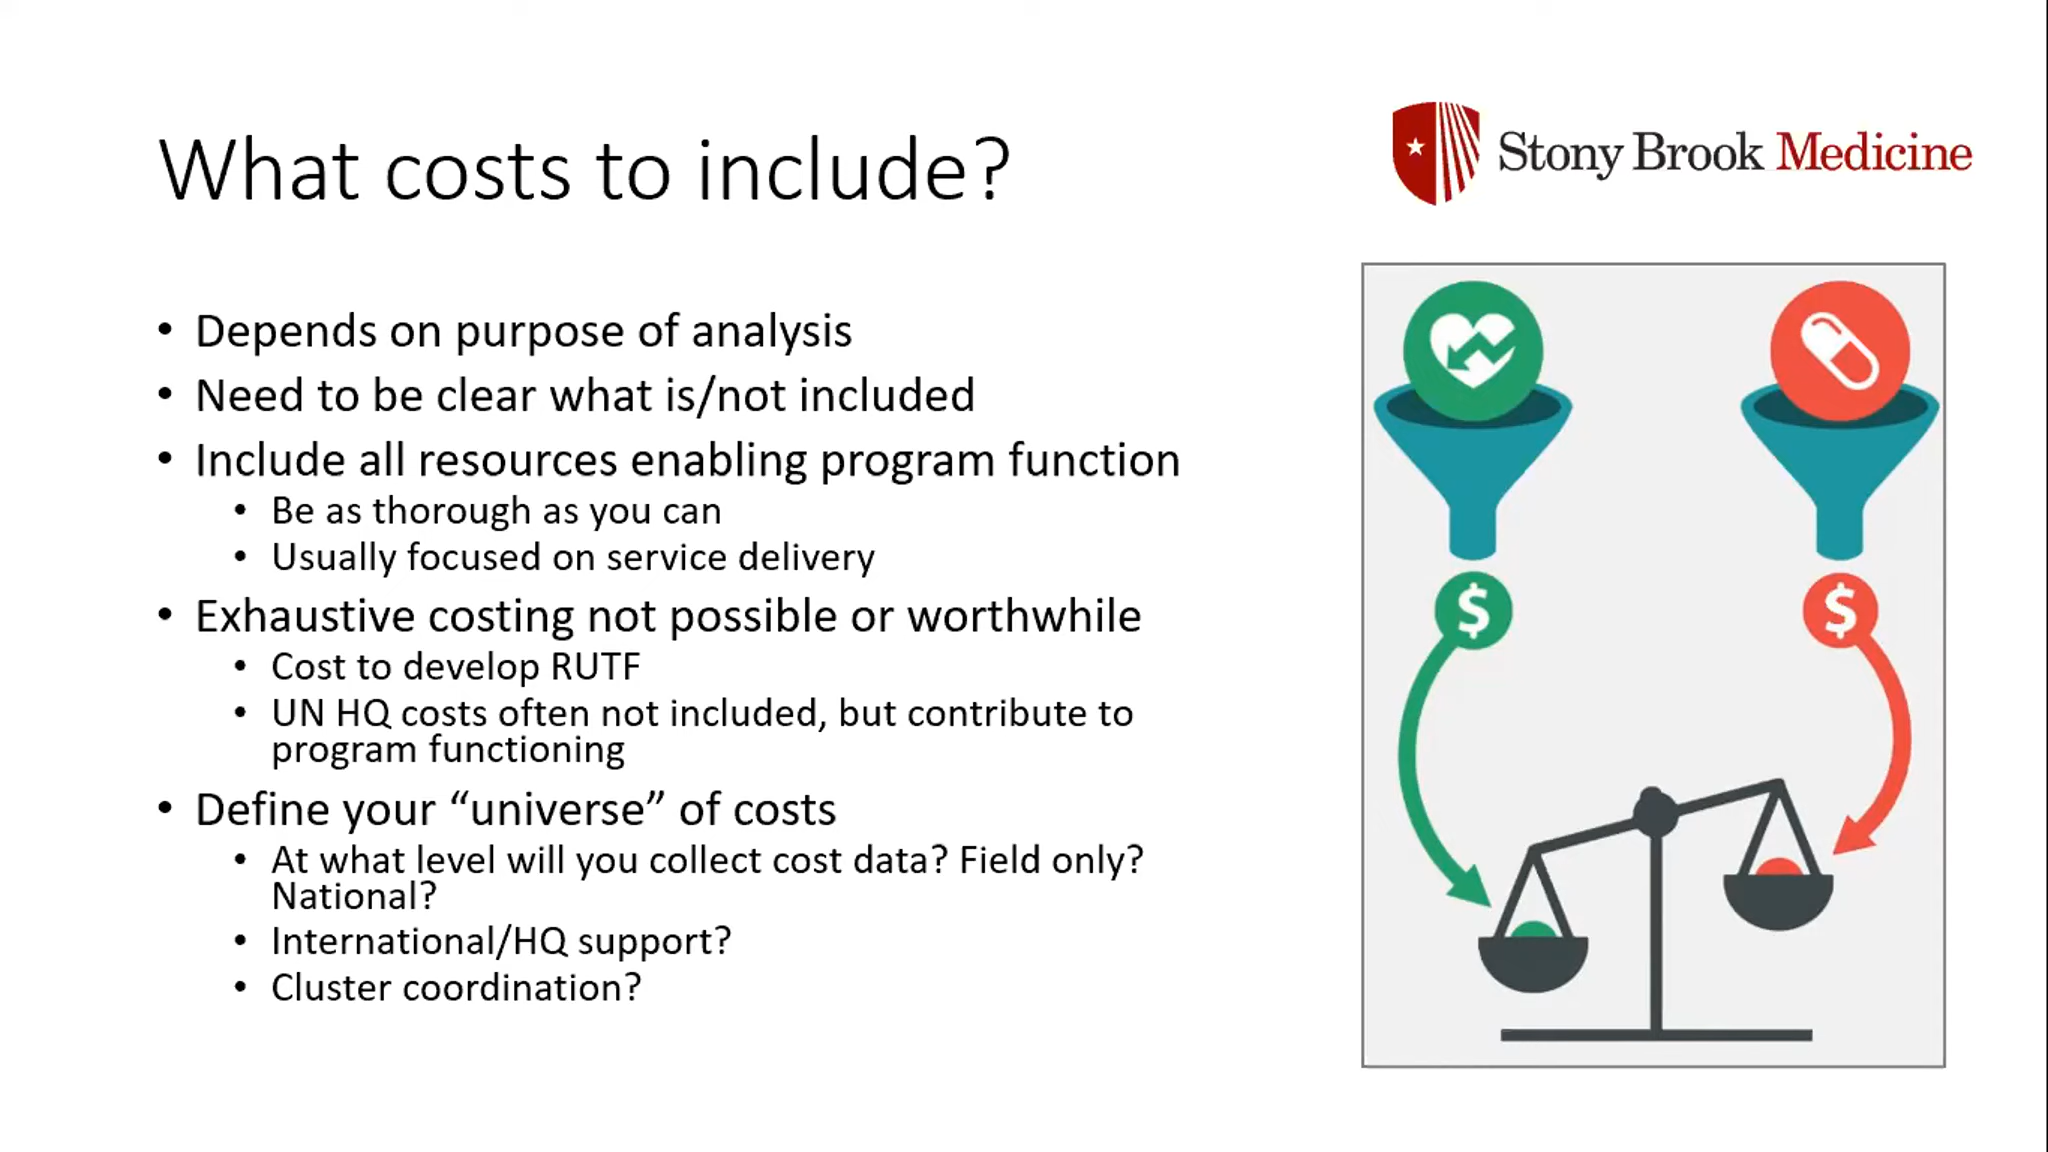 What costs to include?
Stony Brook Medicine
• Depends on purpose of analysis
• Need to be clear what is/not included
• Include all resources enabling program function
• Be as thorough as you can
• Usually focused on service delivery
• Exhaustive costing not possible or worthwhile
• Cost to develop RUTF
• UN HQ costs often not included, but contribute to
program functioning
• Define your “universe” of costs
• At what level will you collect cost data? Field only?
National?
• International/HQ support?
• Cluster coordination?
$
$